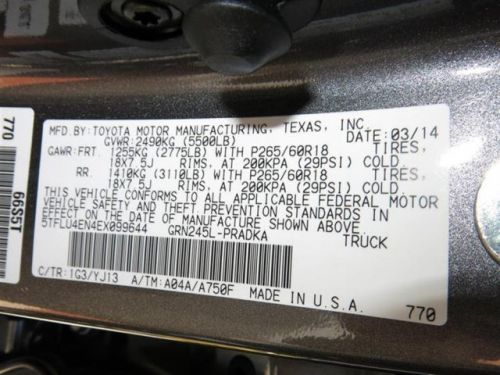 MFD.BY:TOYOTA MOTOR MANUFACTURING, TEXAS, INC.
GVWR:2490KG (5500LB) DATE:03/14
GAWR:FRT. 1255KG (2775LB) WITH P265/60R18 TIRES,
18X7.5J RIMS, AT 200KPA (29PSI) COLD.
RR. 1410KG (3110LB) WITH P265/60R18 TIRES,
18X7.5J RIMS, AT 200KPA (29PSI) COLD.
THIS VEHICLE CONFORMS TO ALL APPLICABLE FEDERAL MOTOR
VEHICLE SAFETY AND THEFT PREVENTION STANDARDS IN
EFFECT ON THE DATE OF MANUFACTURE SHOWN ABOVE.
5TFLU4EN4EX099644 GRN245L-PRADKA TRUCK
C/TR:1G3/YJ13 A/TM:A04A/A750F MADE IN U.S.A.
770
770
66S5T